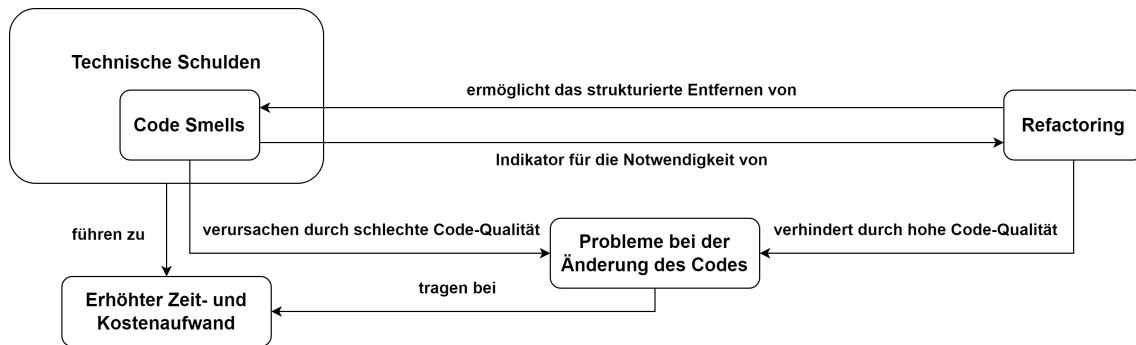 Technische Schulden
ermöglicht das strukturierte Entfernen von
Code Smells
Refactoring
Indikator für die Notwendigkeit von
führen zu
verursachen durch schlechte Code-Qualität
Probleme bei der
Änderung des Codes
verhindert durch hohe Code-Qualität
tragen bei
Erhöhter Zeit- und
Kostenaufwand